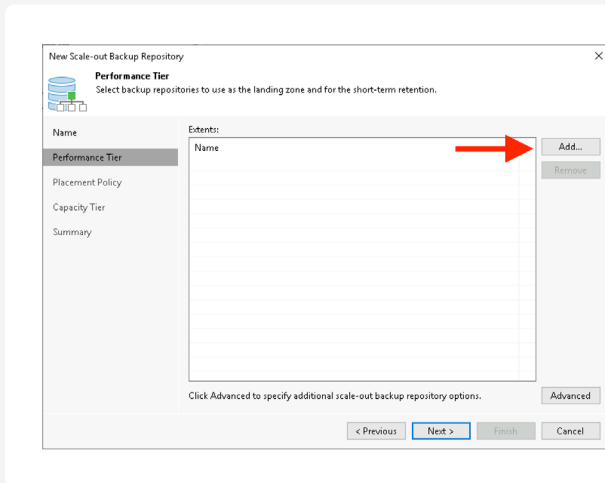 New Scale-out Backup Repository
Performance Tier
Select backup repositories to use as the landing zone and for the short-term retention.
Name
Performance Tier
Placement Policy
Capacity Tier
Summary
Extents:
Name
Add...
Remove
Click Advanced to specify additional scale-out backup repository options.
Advanced
< Previous
Next >
Finish
Cancel